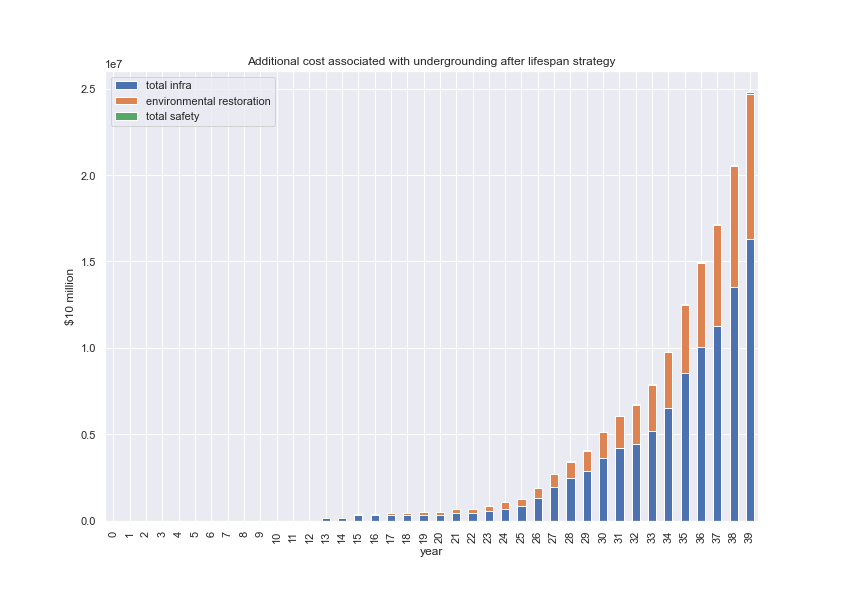 Additional cost associated with undergrounding after lifespan strategy
1e7
total infra
environmental restoration
total safety
2.5
2.0
1.5
1.0
0.5
0.0
$10 million
0 1 2 3 4 5 6 7 8 9 10 11 12 13 14 15 16 17 18 19 20 21 22 23 24 25 26 27 28 29 30 31 32 33 34 35 36 37 38 39
year